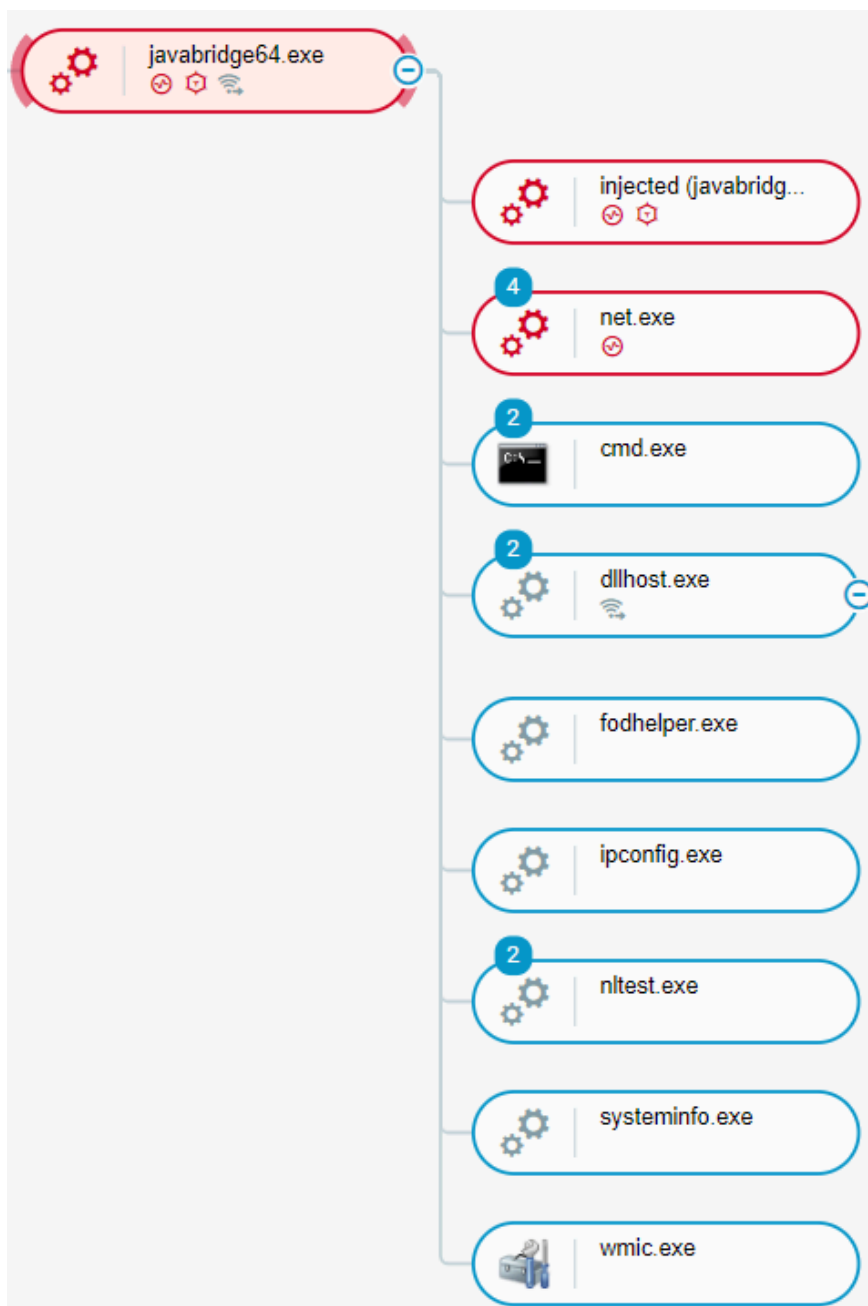 javabridge64.exe
injected (javabridg...
4
net.exe
2
cmd.exe
2
dllhost.exe
fodhelper.exe
ipconfig.exe
2
nltest.exe
systeminfo.exe
wmic.exe